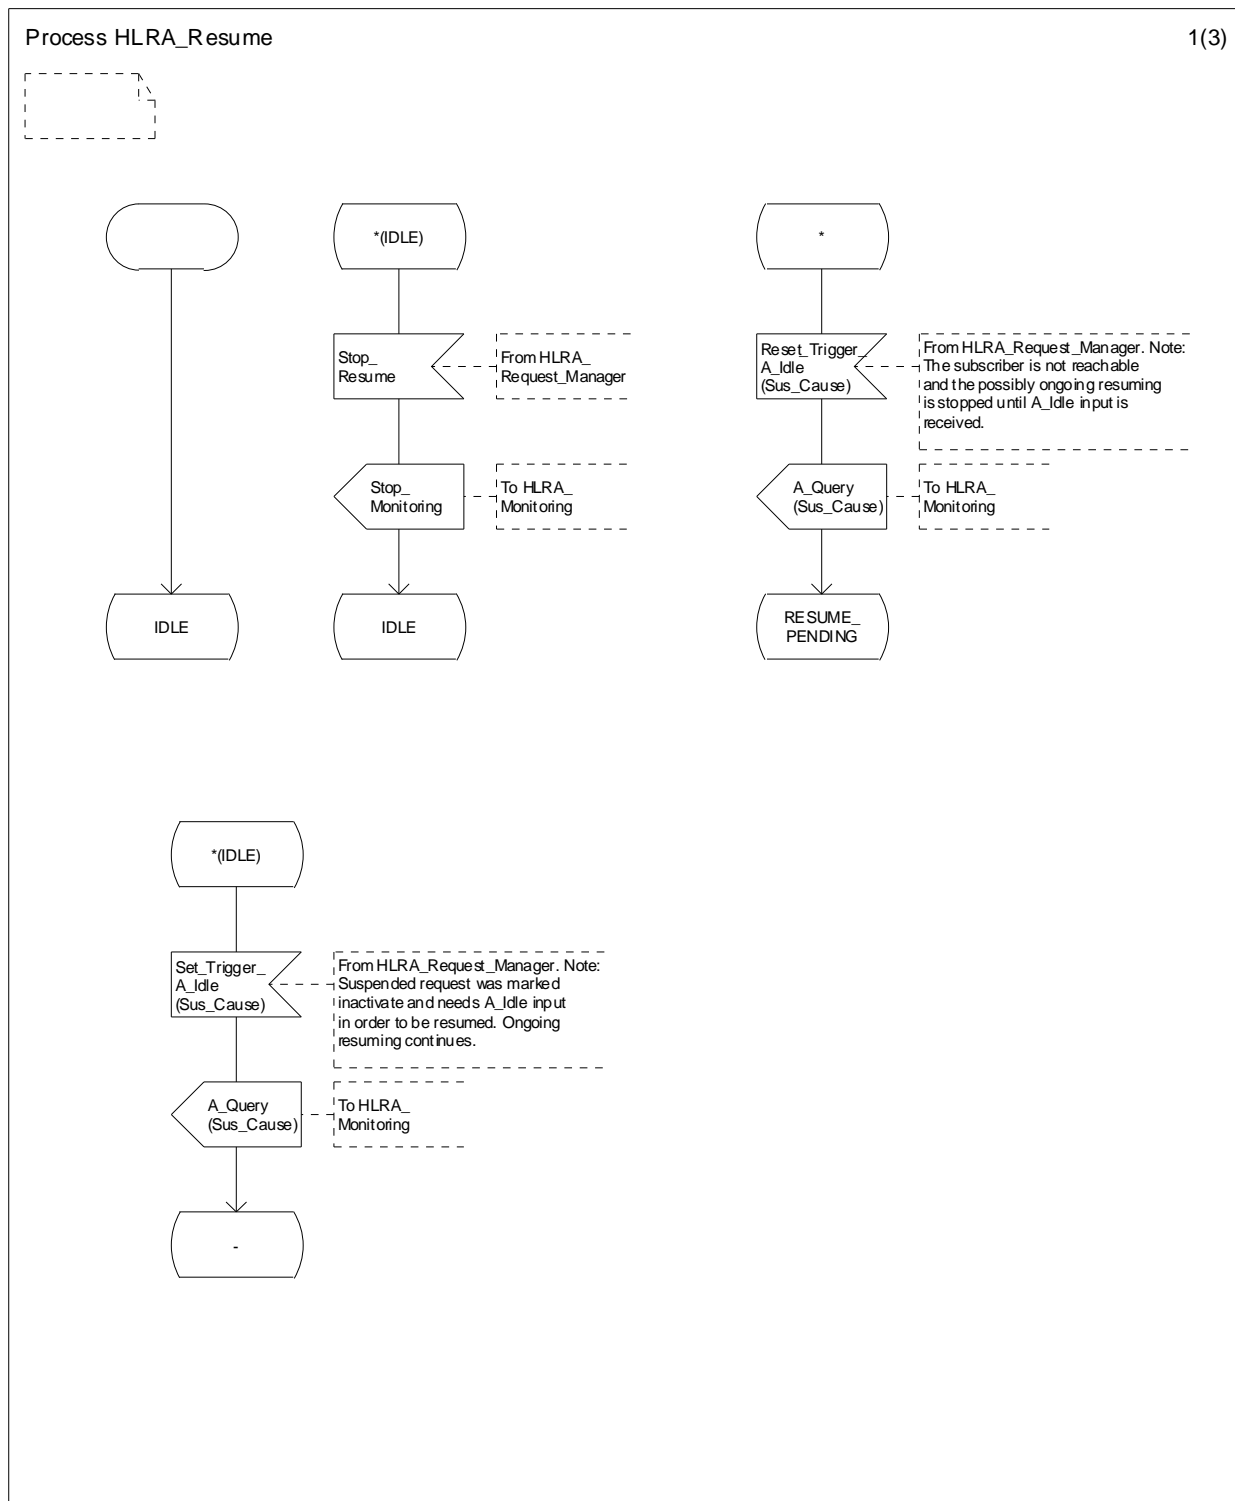 Process HLRA_Resume
1(3)
*(IDLE)
*
Stop_
Resume
From HLRA_
Request_Manager
Reset_Trigger_
A_Idle
(Sus_Cause)
From HLRA_Request_Manager. Note:
The subscriber is not reachable
and the possibly ongoing resuming
is stopped until A_Idle input is
received.
Stop_
Monitoring
To HLRA_
Monitoring
A_Query
(Sus_Cause)
To HLRA_
Monitoring
IDLE
IDLE
RESUME_
PENDING
*(IDLE)
Set_Trigger_
A_Idle
(Sus_Cause)
From HLRA_Request_Manager. Note:
Suspended request was marked
inactivate and needs A_Idle input
in order to be resumed. Ongoing
resuming continues.
A_Query
(Sus_Cause)
To HLRA_
Monitoring
-